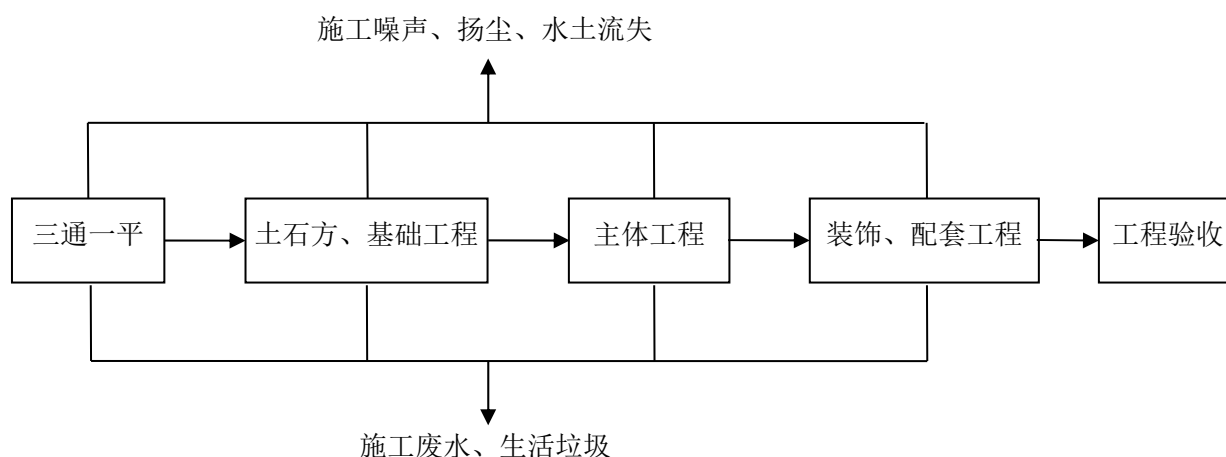 施工噪声、扬尘、水土流失
三通一平
土石方、基础工程
主体工程
装饰、配套工程
工程验收
施工废水、生活垃圾